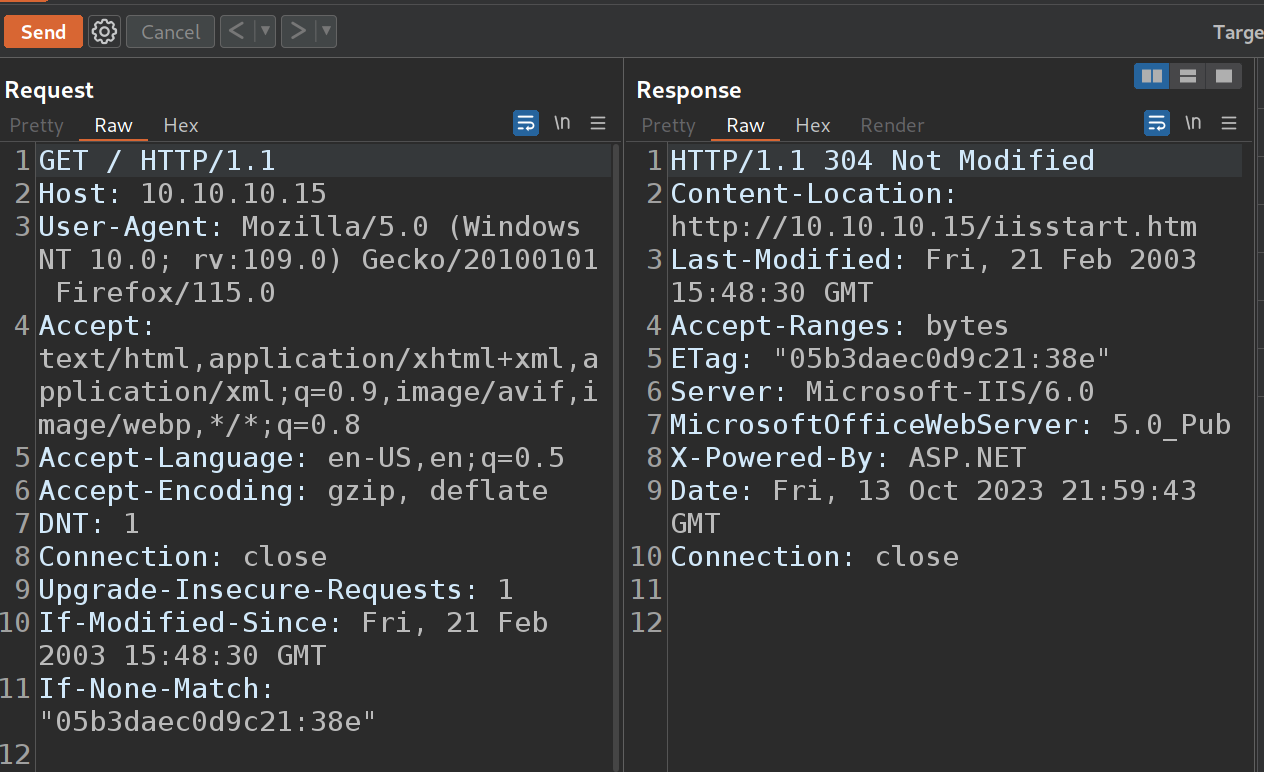 Send Cancel < > Targe
Request
Pretty Raw Hex \n
1 GET / HTTP/1.1
2 Host: 10.10.10.15
3 User-Agent: Mozilla/5.0 (Windows
NT 10.0; rv:109.0) Gecko/20100101
Firefox/115.0
4 Accept:
text/html,application/xhtml+xml,a
pplication/xml;q=0.9,image/avif,i
mage/webp,*/*;q=0.8
5 Accept-Language: en-US,en;q=0.5
6 Accept-Encoding: gzip, deflate
7 DNT: 1
8 Connection: close
9 Upgrade-Insecure-Requests: 1
10 If-Modified-Since: Fri, 21 Feb
2003 15:48:30 GMT
11 If-None-Match:
"05b3daec0d9c21:38e"
12
Response
Pretty Raw Hex Render \n
1 HTTP/1.1 304 Not Modified
2 Content-Location:
http://10.10.10.15/iisstart.htm
3 Last-Modified: Fri, 21 Feb 2003
15:48:30 GMT
4 Accept-Ranges: bytes
5 ETag: "05b3daec0d9c21:38e"
6 Server: Microsoft-IIS/6.0
7 MicrosoftOfficeWebServer: 5.0_Pub
8 X-Powered-By: ASP.NET
9 Date: Fri, 13 Oct 2023 21:59:43
GMT
10 Connection: close
11
12